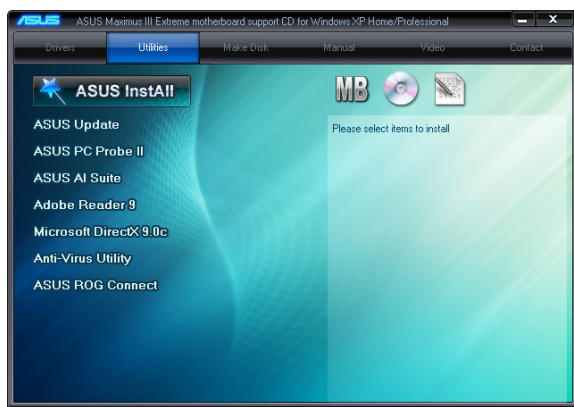 ASUS ASUS Maximus III Extreme motherboard support CD for Windows XP Home/Professional
Drivers Utilities Make Disk Manual Video Contact
ASUS InstAll
MB
ASUS Update
Please select items to install
ASUS PC Probe II
ASUS AI Suite
Adobe Reader 9
Microsoft DirectX 9.0c
Anti-Virus Utility
ASUS ROG Connect